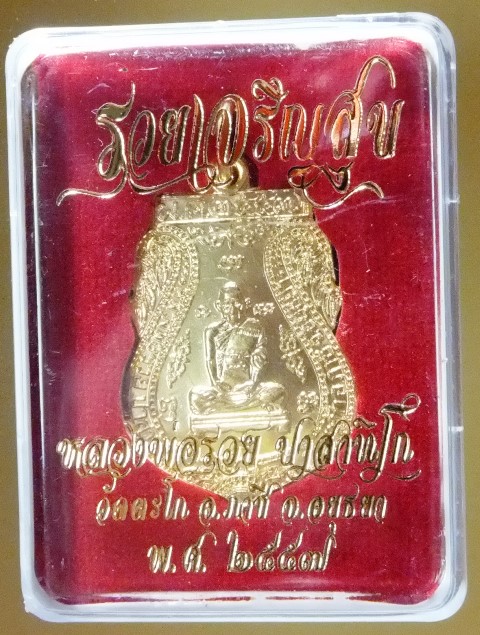 รวยเจริญสุข
หลวงพ่อรวย ปาสาทิโก
วัดตะโก อ.ภาชี จ.อยุธยา
พ.ศ. ๒๕๕๗